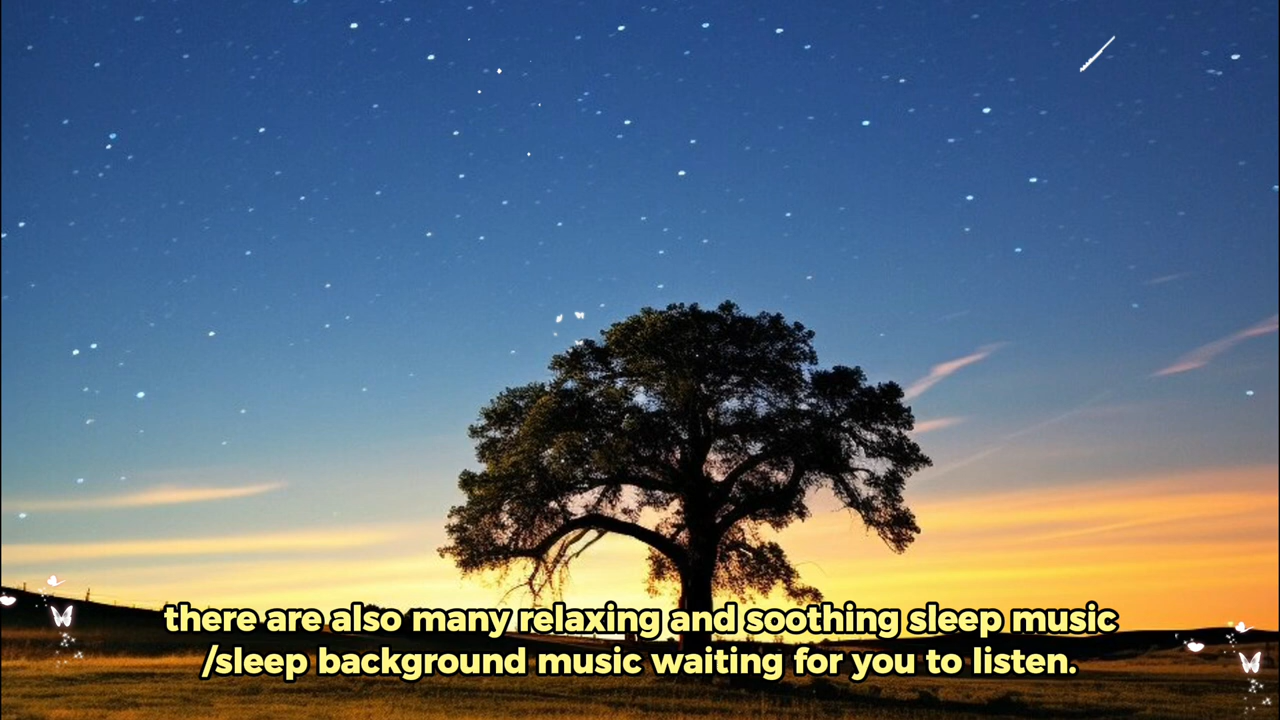 there are also many relaxing and soothing sleep music
/sleep background music waiting for you to listen.